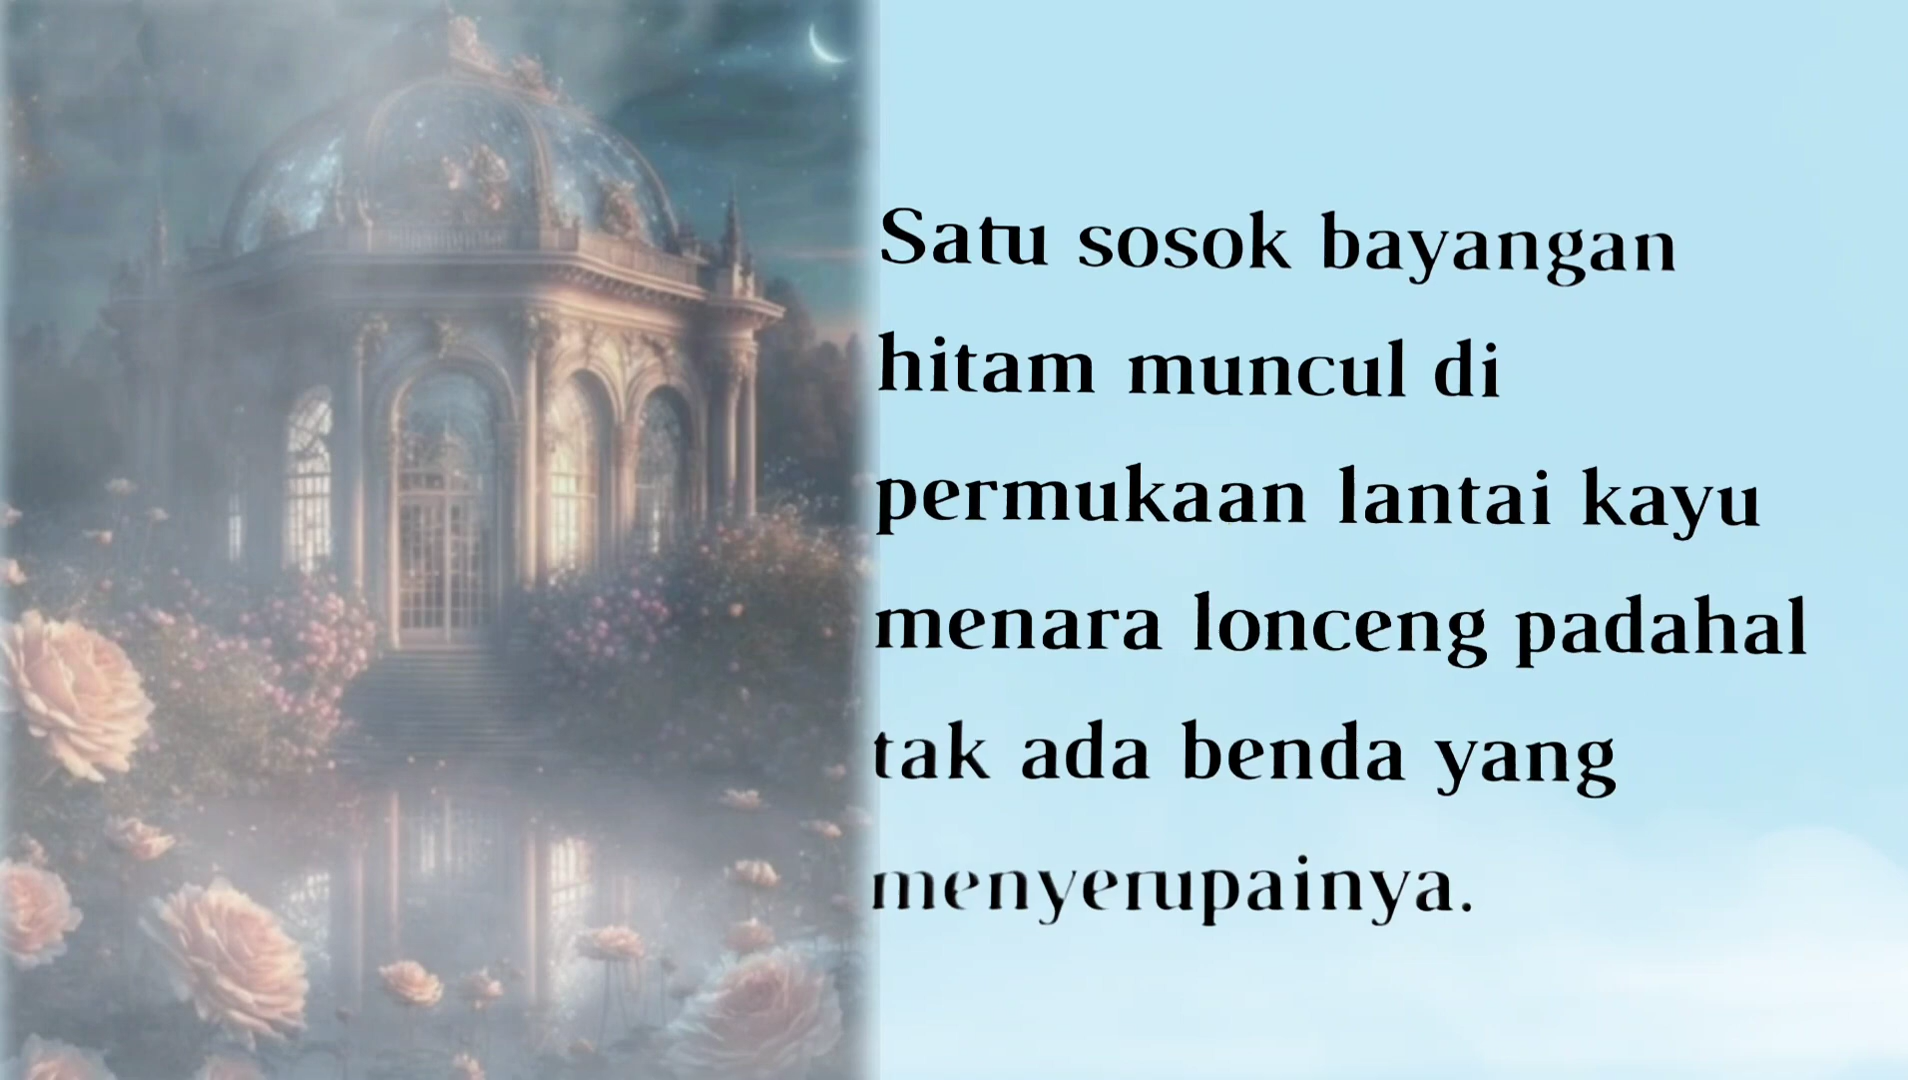 Satu sosok bayangan
hitam muncul di
permukaan lantai kayu
menara lonceng padahal
tak ada benda yang
menyerupainya.